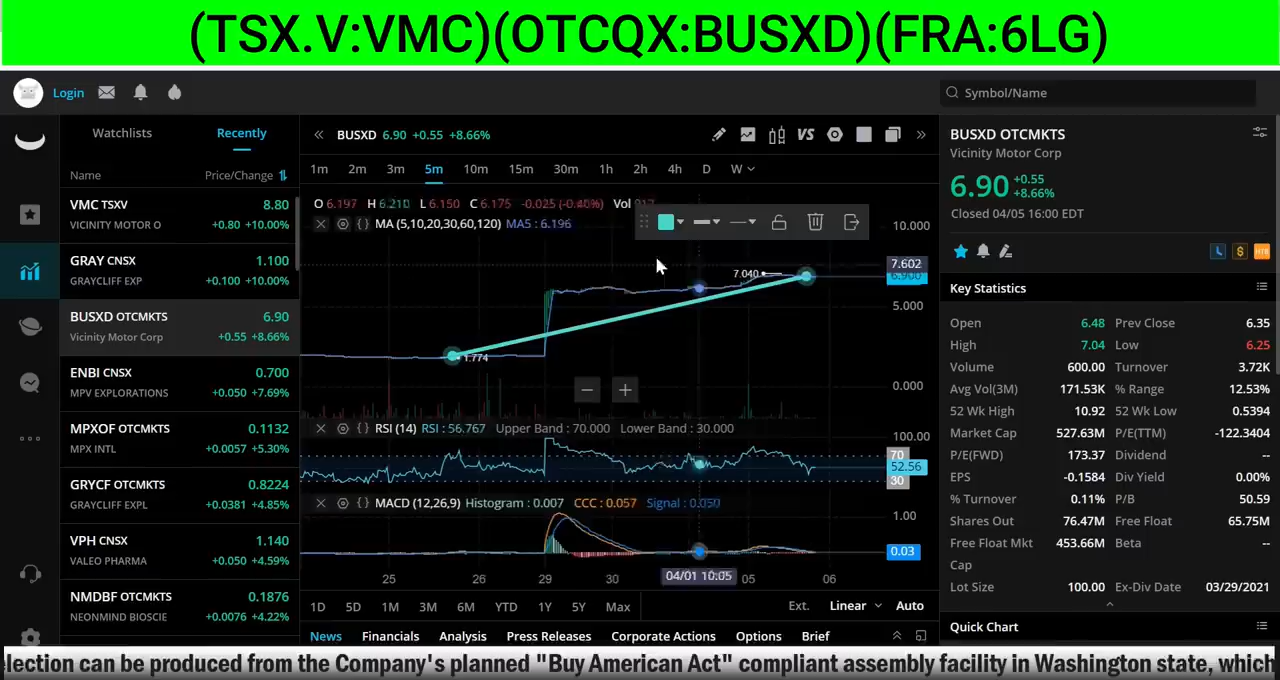 (TSX.V:VMC)(OTCQX:BUSXD)(FRA:6LG)
Login
Symbol/Name
Watchlists Recently
Name Price/Change
VMC TSXV 8.80
VICINITY MOTOR O +0.80 +10.00%
GRAY CNSX 1.100
GRAYCLIFF EXP +0.100 +10.00%
BUSXD OTCMKTS 6.90
Vicinity Motor Corp +0.55 +8.66%
ENBI CNSX 0.700
MPV EXPLORATIONS +0.050 +7.69%
MPXOF OTCMKTS 0.1132
MPX INTL +0.0057 +5.30%
GRYCF OTCMKTS 0.8224
GRAYCLIFF EXPL +0.0381 +4.85%
VPH CNSX 1.140
VALEO PHARMA +0.050 +4.59%
NMDBF OTCMKTS 0.1876
NEONMIND BIOSCIE +0.0076 +4.22%
BUSXD 6.90 +0.55 +8.66%
VS
1m 2m 3m 5m 10m 15m 30m 1h 2h 4h D W
O 6.197 H 6.210 L 6.150 C 6.175 -0.025 (-0.40%) Vol
MA (5,10,20,30,60,120) MA5 : 6.196
10.000
7.602
6.900
5.000
0.000
7.040
1.774
RSI (14) RSI : 56.767 Upper Band : 70.000 Lower Band : 30.000
100.00
70
52.56
30
MACD (12,26,9) Histogram : 0.007 CCC : 0.057 Signal : 0.050
1.00
0.03
25 26 29 30 04/01 10:05 05 06
1D 5D 1M 3M 6M YTD 1Y 5Y Max Ext. Linear Auto
News Financials Analysis Press Releases Corporate Actions Options Brief
BUSXD OTCMKTS
Vicinity Motor Corp
6.90 +0.55
+8.66%
Closed 04/05 16:00 EDT
Key Statistics
Open 6.48 Prev Close 6.35
High 7.04 Low 6.25
Volume 600.00 Turnover 3.72K
Avg Vol(3M) 171.53K % Range 12.53%
52 Wk High 10.92 52 Wk Low 0.5394
Market Cap 527.63M P/E(TTM) -122.3404
P/E(FWD) 173.37 Dividend --
EPS -0.1584 Div Yield 0.00%
% Turnover 0.11% P/B 50.59
Shares Out 76.47M Free Float 65.75M
Free Float Mkt 453.66M Beta --
Cap
Lot Size 100.00 Ex-Div Date 03/29/2021
Quick Chart
election can be produced from the Company's planned "Buy American Act" compliant assembly facility in Washington state, which